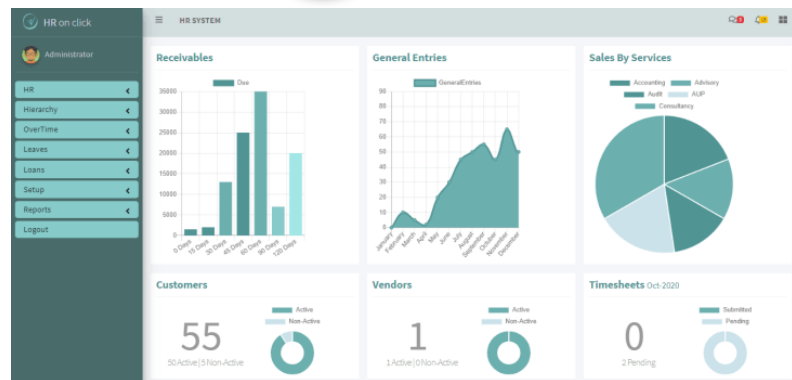 HR on click
HR SYSTEM
Administrator
HR
Hierarchy
OverTime
Leaves
Loans
Setup
Reports
Logout
Receivables
Due
35000
30000
25000
20000
15000
10000
5000
0
0 Days
15 Days
30 Days
45 Days
60 Days
90 Days
120 Days
General Entries
GeneralEntries
90
80
70
60
50
40
30
20
10
0
January
February
March
April
May
June
July
August
September
October
November
December
Sales By Services
Accounting Advisory
Audit AUP
Consultancy
Customers
Active
Non-Active
55
50 Active | 5 Non-Active
Vendors
Active
Non-Active
1
1 Active | 0 Non-Active
Timesheets Oct-2020
Submitted
Pending
0
2 Pending